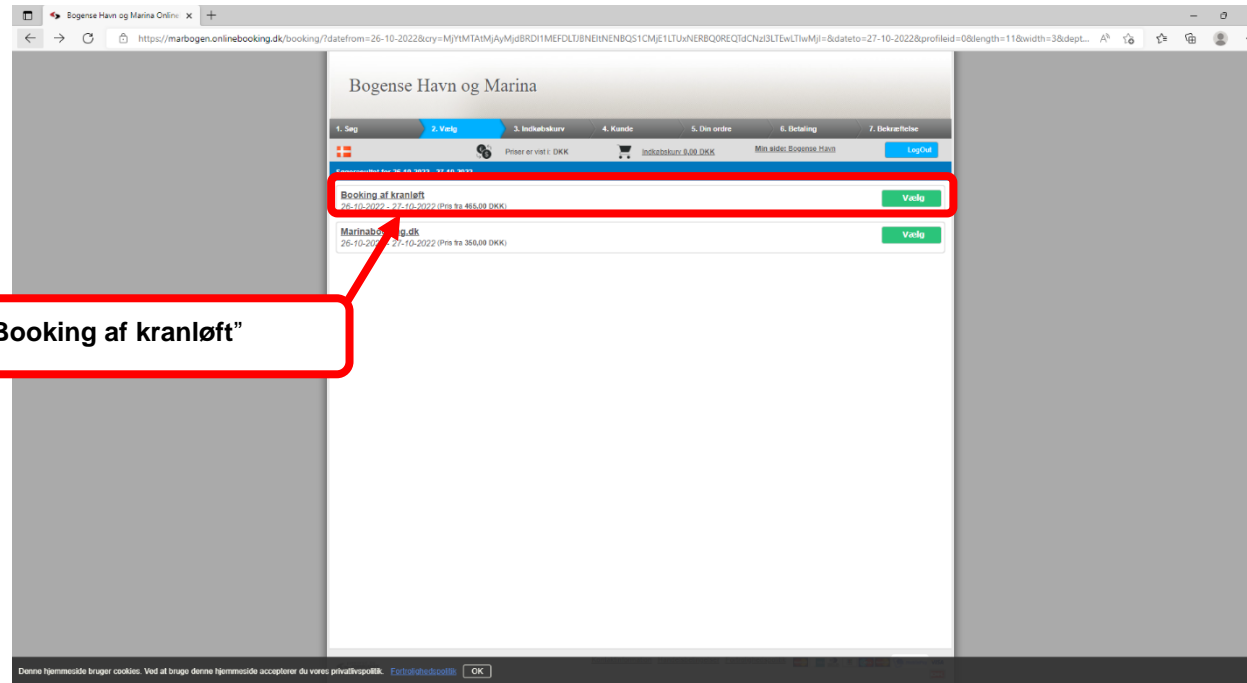 Bogense Havn og Marina Online
https://marbogen.onlinebooking.dk/booking/?datefrom=26-10-2022&cry=
&dateto=27-10-2022&profileid=0&length=11&width=3&dept...
Bogense Havn og Marina
1. Søg 2. Vælg 3. Indkøbskurv 4. Kunde 5. Din ordre 6. Betaling 7. Bekræftelse
Priser er vist i: DKK Indkøbskurv 0,00 DKK Min side: Bogense Havn LogOut
Booking af kranløft
26-10-2022 - 27-10-2022 (Pris fra 465,00 DKK)
Vælg
26-10-2022 - 27-10-2022 (Pris fra 350,00 DKK)
Vælg
Booking af kranløft”
Denne hjemmeside bruger cookies. Ved at bruge denne hjemmeside accepterer du vores privatlivspolitik. Fortrolighedspolitik OK